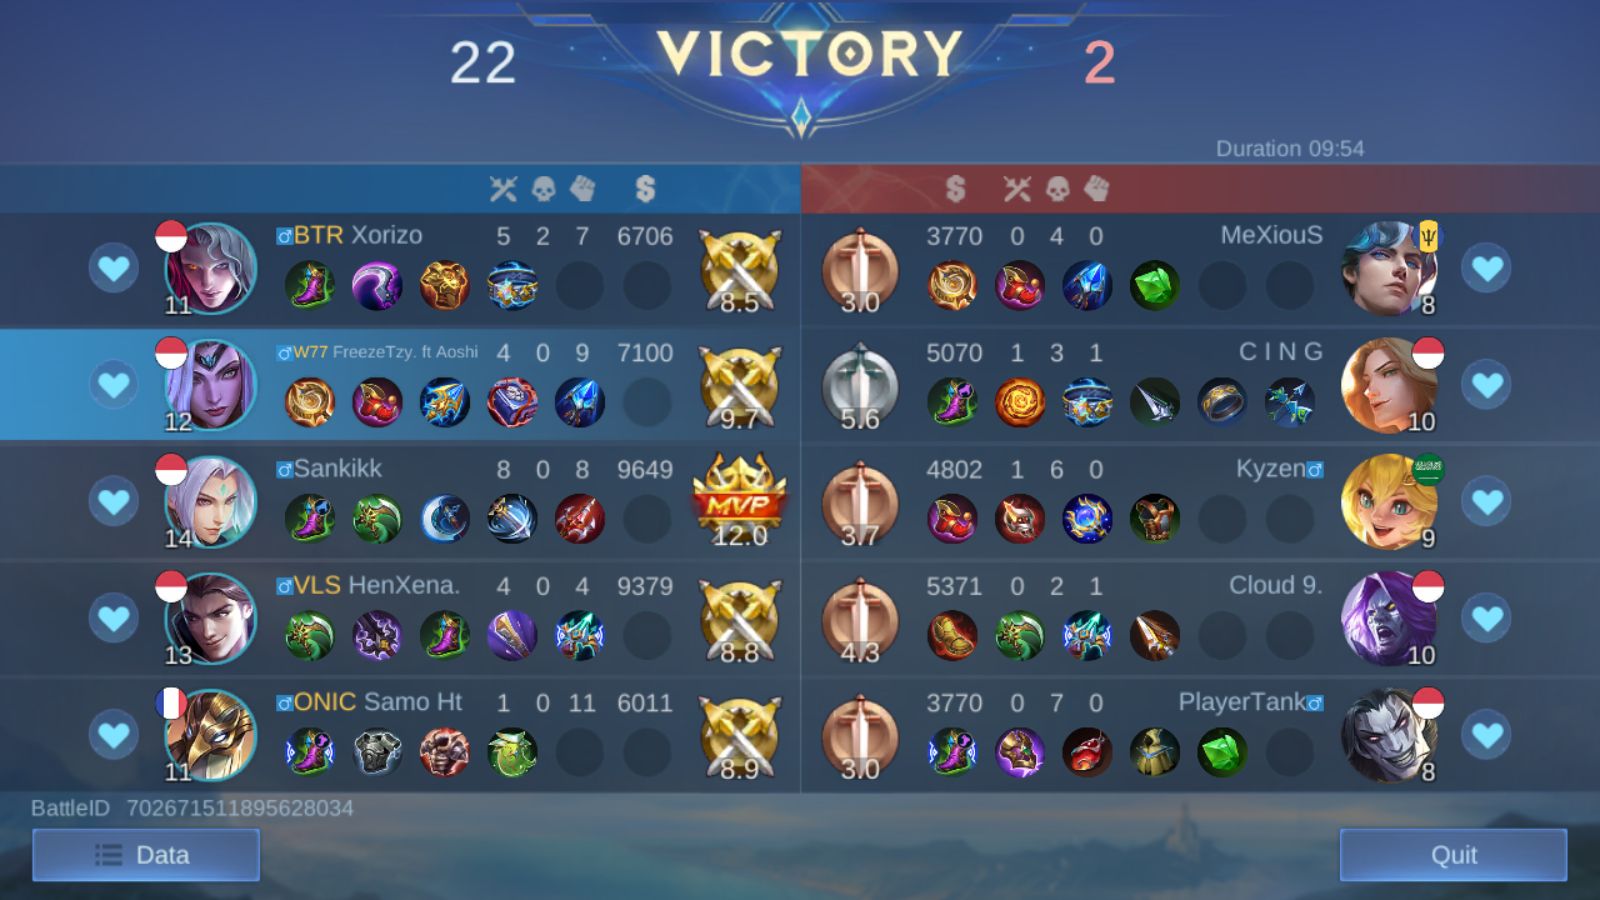 22 VICTORY 2
Duration 09:54
BTR Xorizo 5 2 7 6706 3770 0 4 0 MeXiouS
11 8.5 3.0 8
W77 FreezeTzy. ft Aoshi 4 0 9 7100 5070 1 3 1 C I N G
12 9.7 5.6 10
Sankikk 8 0 8 9649 4802 1 6 0 Kyzen
14 MVP 12.0 3.7 9
VLS HenXena. 4 0 4 9379 5371 0 2 1 Cloud 9.
13 8.8 4.3 10
ONIC Samo Ht 1 0 11 6011 3770 0 7 0 PlayerTank
11 8.9 3.0 8
BattleID 702671511895628034
Data Quit